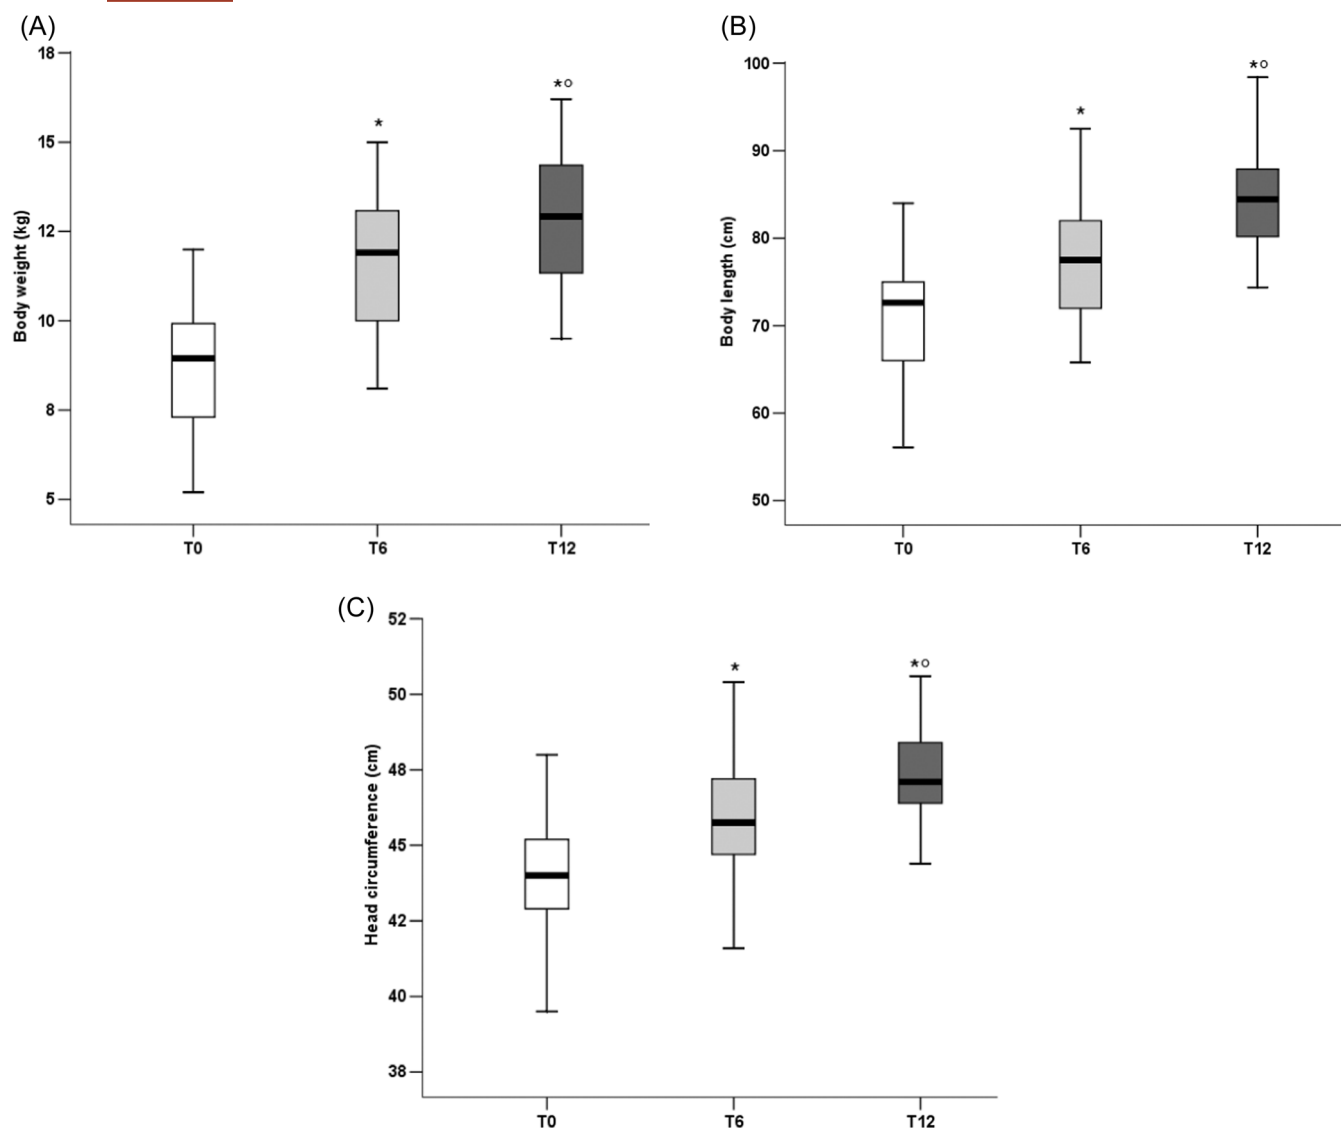 (A)
18
15
12
10
8
5
Body weight (kg)
*
*○
T0 T6 T12
(B)
100
90
80
70
60
50
Body length (cm)
*
*○
T0 T6 T12
(C)
52
50
48
45
42
40
38
Head circumference (cm)
*
*○
T0 T6 T12